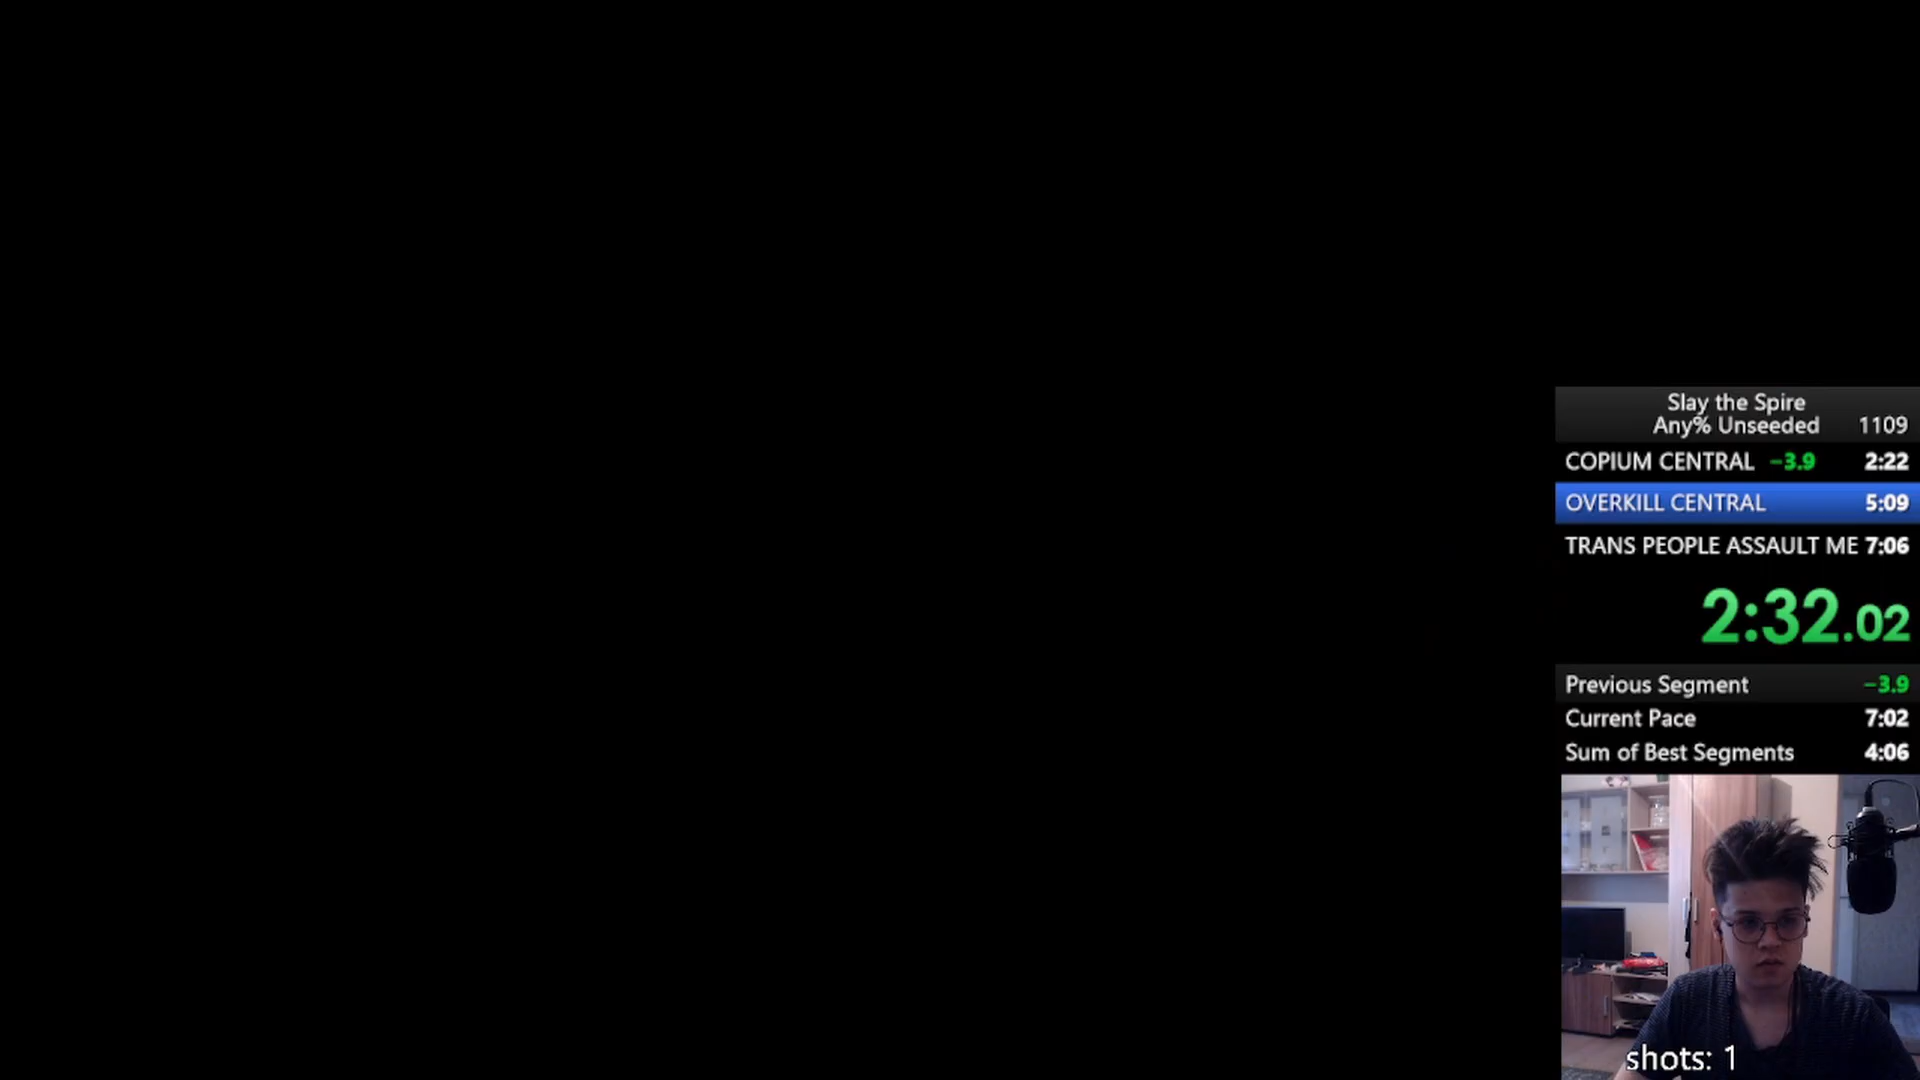 Slay the Spire
Any% Unseeded 1109
COPIUM CENTRAL -3.9 2:22
OVERKILL CENTRAL 5:09
TRANS PEOPLE ASSAULT ME 7:06
2:32.02
Previous Segment -3.9
Current Pace 7:02
Sum of Best Segments 4:06
shots: 1